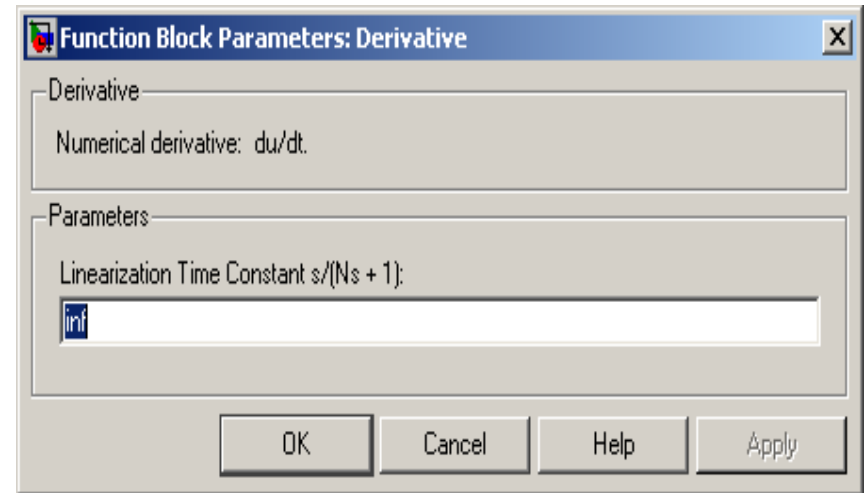 Function Block Parameters: Derivative
Derivative
Numerical derivative: du/dt.
Parameters
Linearization Time Constant s/(Ns + 1):
inf
OK Cancel Help Apply